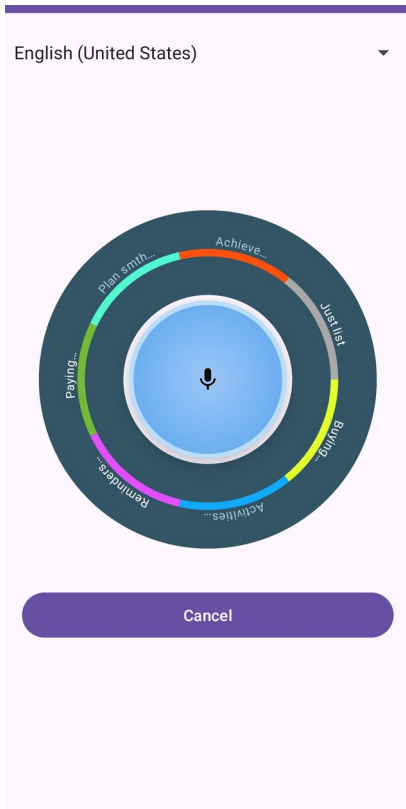 English (United States)
Achieve...
Just list
Buying...
Activities...
Reminders...
Paying...
Plan smth...
Cancel